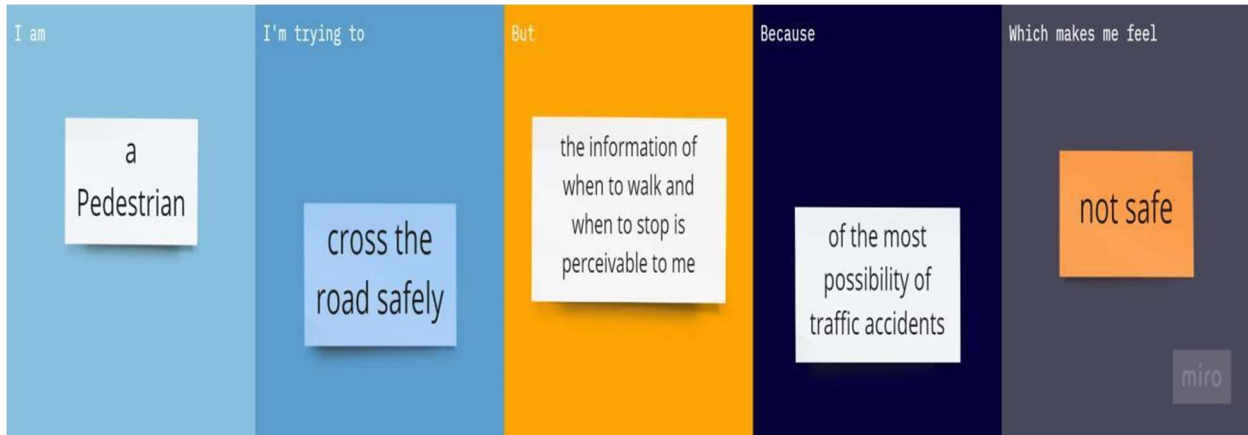 I am
a
Pedestrian
I'm trying to
cross the
road safely
But
the information of
when to walk and
when to stop is
perceivable to me
Because
of the most
possibility of
traffic accidents
Which makes me feel
not safe
miro